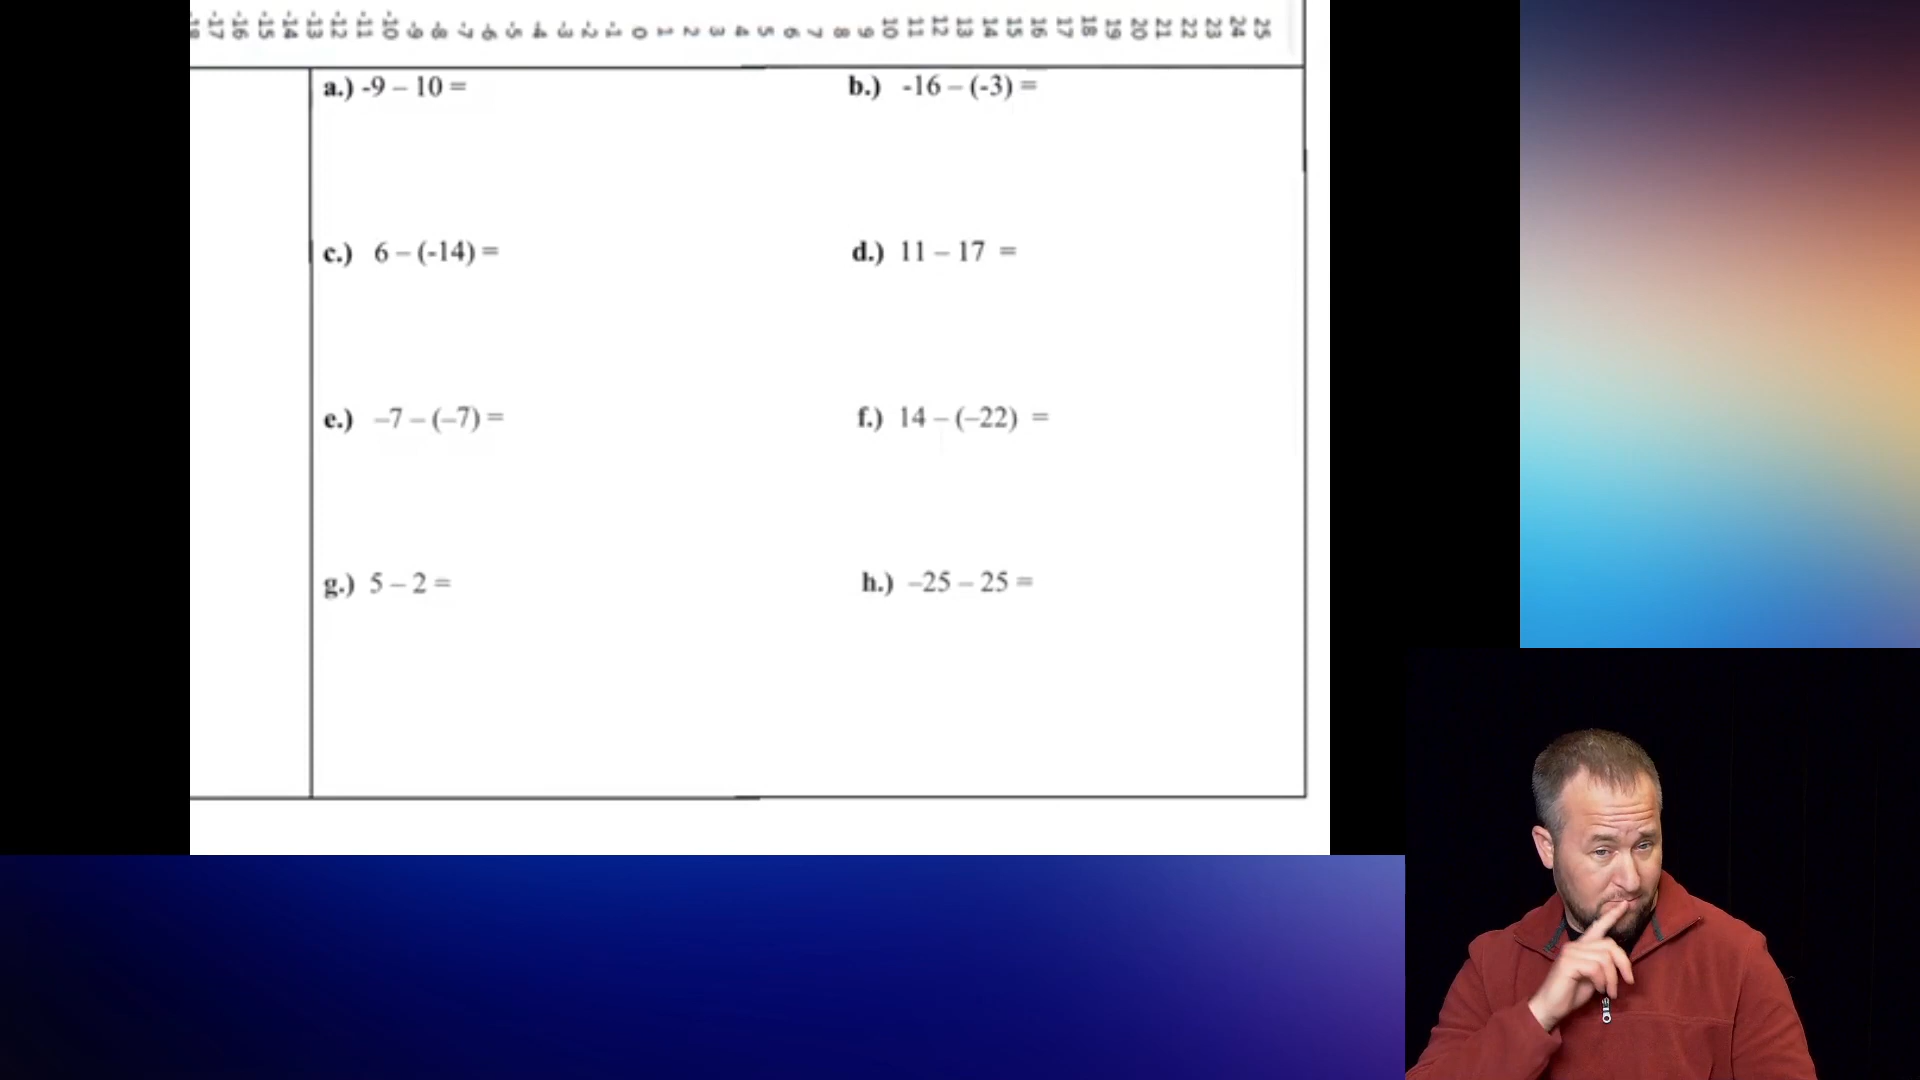 -17 -16 -15 -14 -13 -12 -11 -10 -9 -8 -7 -6 -5 -4 -3 -2 -1 0 1 2 3 4 5 6 7 8 9 10 11 12 13 14 15 16 17 18 19 20 21 22 23 24 25
a.) -9 – 10 =
b.) -16 – (-3) =
c.) 6 – (-14) =
d.) 11 – 17 =
e.) –7 – (–7) =
f.) 14 – (–22) =
g.) 5 – 2 =
h.) –25 – 25 =